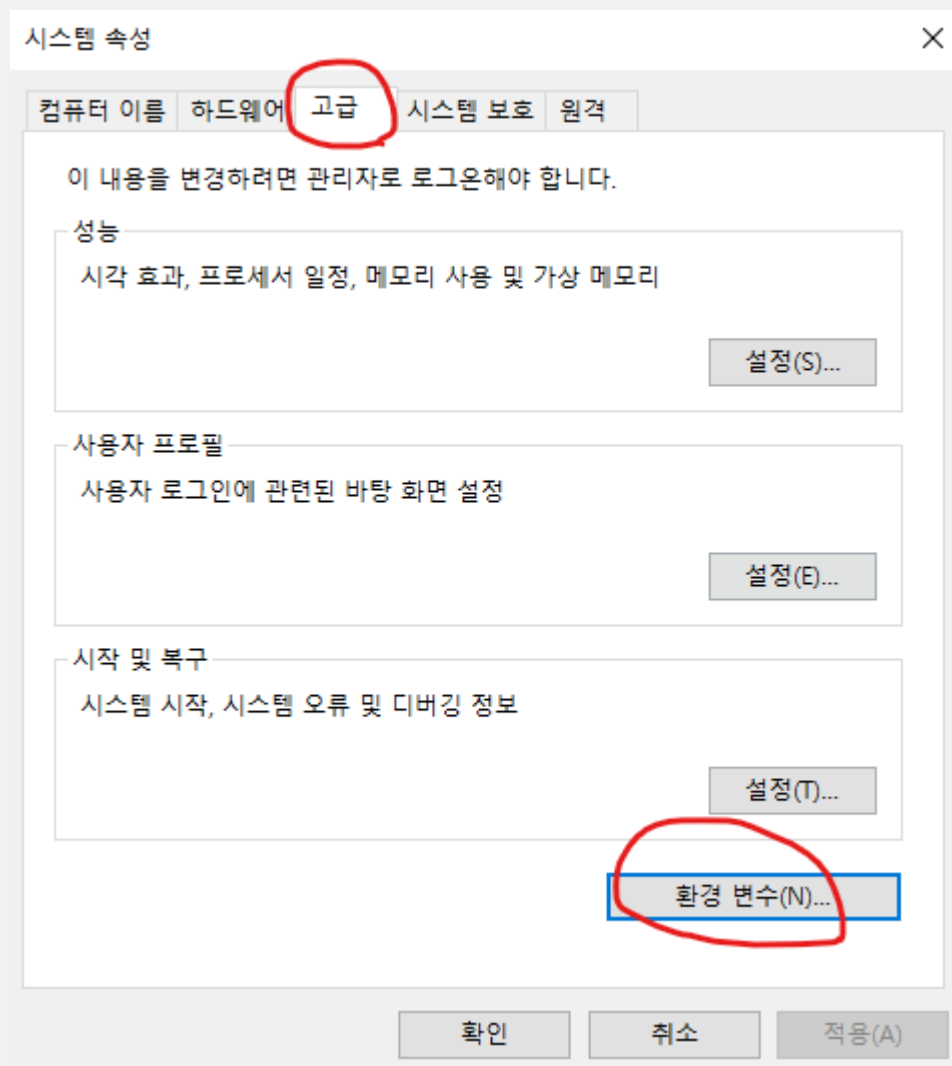 시스템 속성
컴퓨터 이름 하드웨어 고급 시스템 보호 원격
이 내용을 변경하려면 관리자로 로그온해야 합니다.
성능
시각 효과, 프로세서 일정, 메모리 사용 및 가상 메모리
설정(S)...
사용자 프로필
사용자 로그인에 관련된 바탕 화면 설정
설정(E)...
시작 및 복구
시스템 시작, 시스템 오류 및 디버깅 정보
설정(T)...
환경 변수(N)...
확인 취소 적용(A)